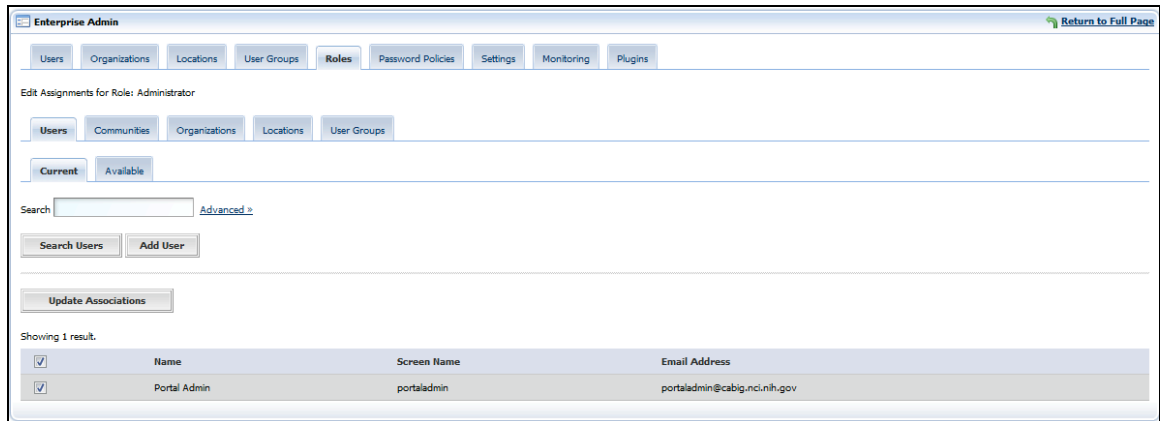 Enterprise Admin Return to Full Page
Users Organizations Locations User Groups Roles Password Policies Settings Monitoring Plugins
Edit Assignments for Role: Administrator
Users Communities Organizations Locations User Groups
Current Available
Search Advanced »
Search Users Add User
Update Associations
Showing 1 result.
Name Screen Name Email Address
Portal Admin portaladmin portaladmin@cabig.nci.nih.gov